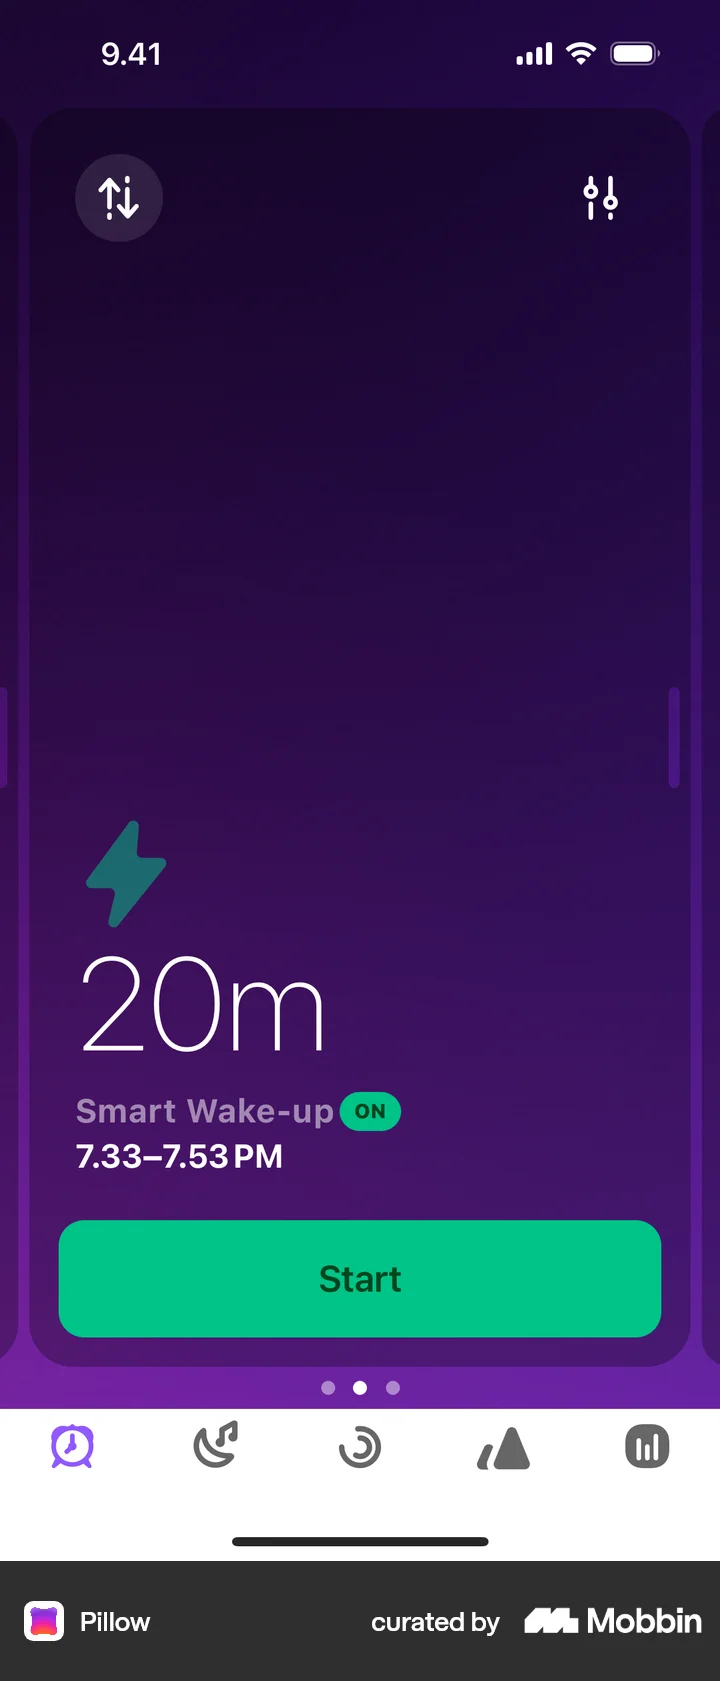 9.41
20m
Smart Wake-up ON
7.33–7.53 PM
Start
Pillow
curated by Mobbin